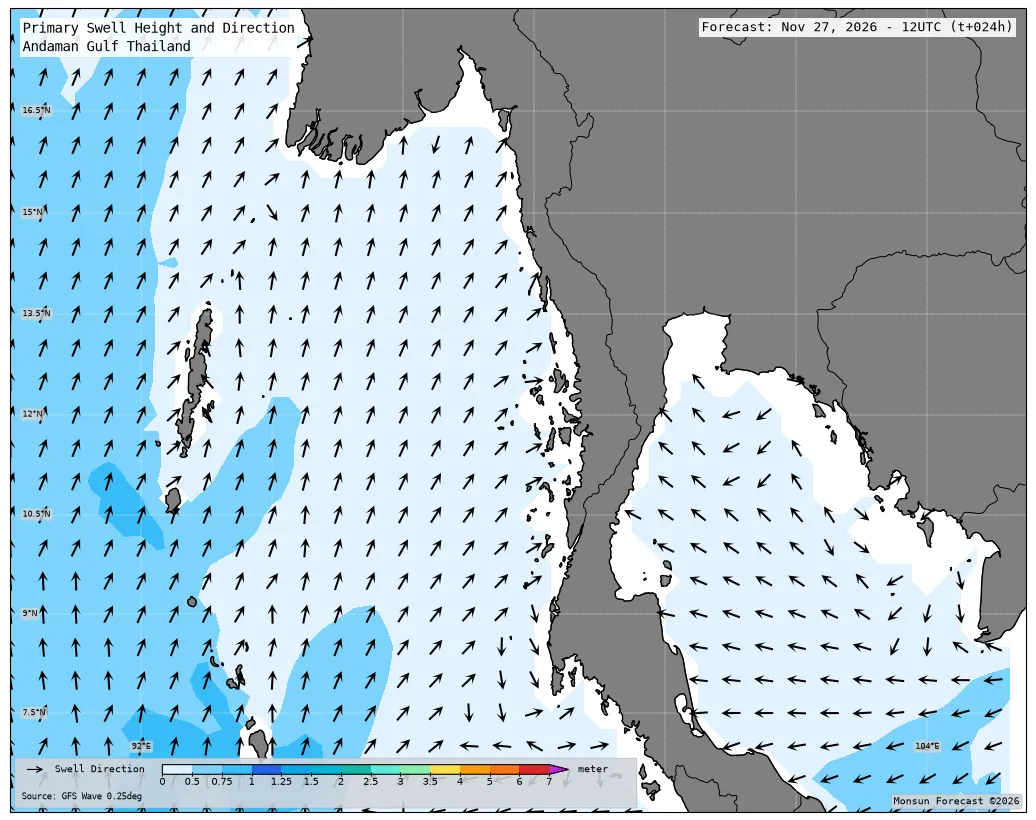 Primary Swell Height and Direction
Andaman Gulf Thailand
Forecast: Nov 27, 2026 - 12UTC (t+024h)
16.5°N
15°N
13.5°N
12°N
10.5°N
9°N
7.5°N
92°E
104°E
Swell Direction
0 0.5 0.75 1 1.25 1.5 2 2.5 3 3.5 4 5 6 7
meter
Source: GFS Wave 0.25deg
Monsun Forecast ©2026